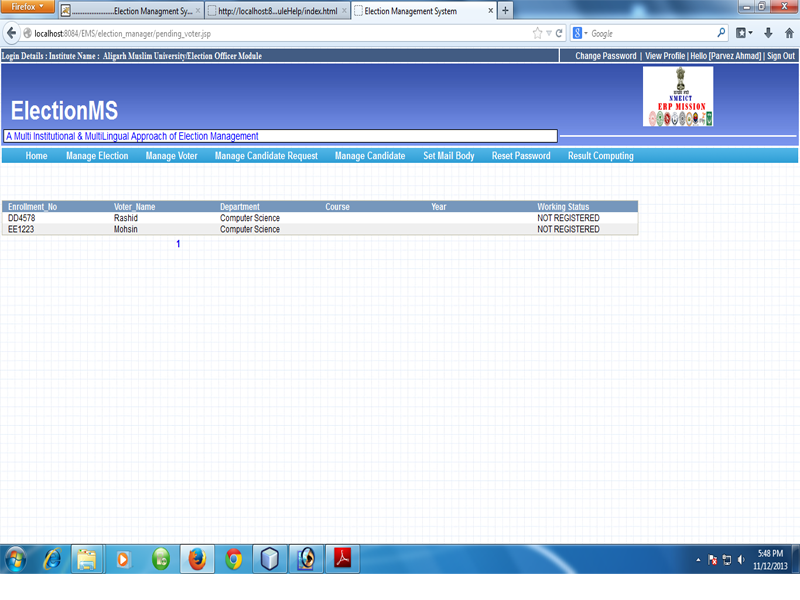 Firefox
......................Election Managment Sy...
http://localhost:8...uleHelp/index.html
Election Management System
localhost:8084/EMS/election_manager/pending_voter.jsp
Google
Login Details : Institute Name : Aligarh Muslim University/Election Officer Module
Change Password | View Profile | Hello [Parvez Ahmad] | Sign Out
NMEICT
ERP MISSION
ElectionMS
A Multi Institutional & MultiLingual Approach of Election Management
Home Manage Election Manage Voter Manage Candidate Request Manage Candidate Set Mail Body Reset Password Result Computing
Enrollment_No Voter_Name Department Course Year Working Status
DD4578 Rashid Computer Science NOT REGISTERED
EE1223 Mohsin Computer Science NOT REGISTERED
1
5:48 PM
11/12/2013